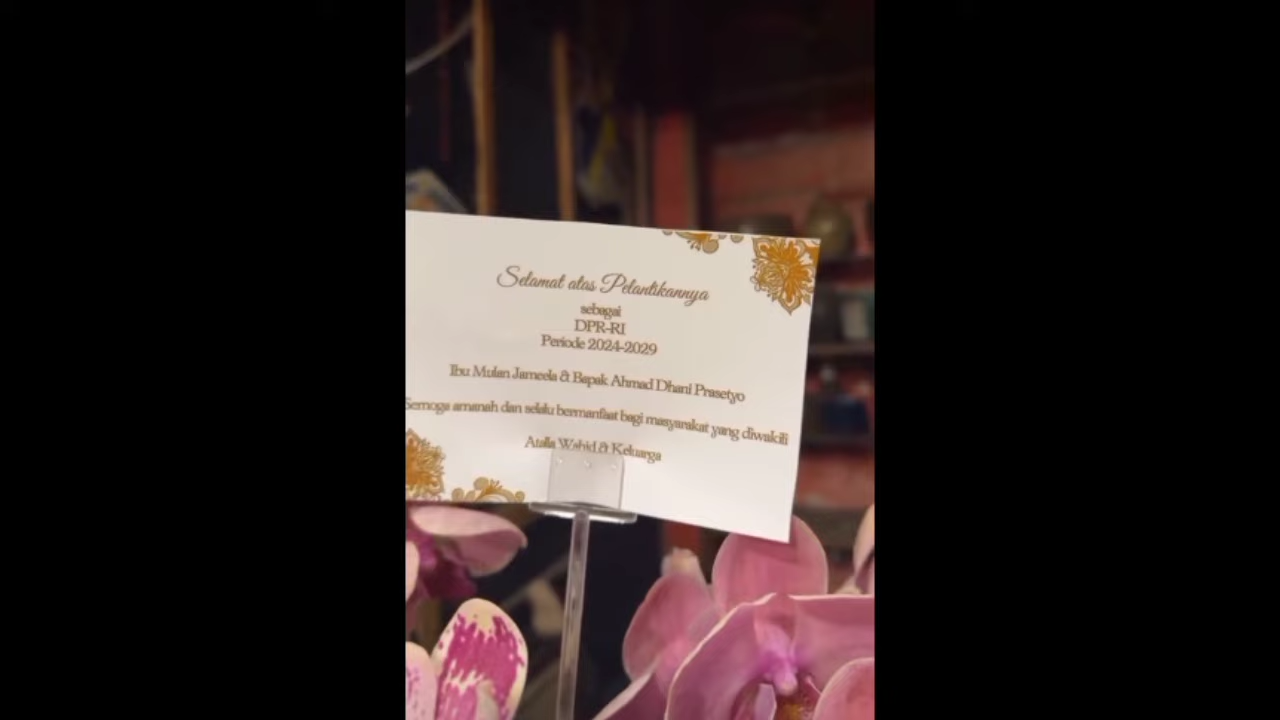 Selamat atas Pelantikannya
sebagai
DPR-RI
Periode 2024-2029
Ibu Mulan Jameela & Bapak Ahmad Dhani Prasetyo
Semoga amanah dan selalu bermanfaat bagi masyarakat yang diwakili
Atalla Wahid & Keluarga